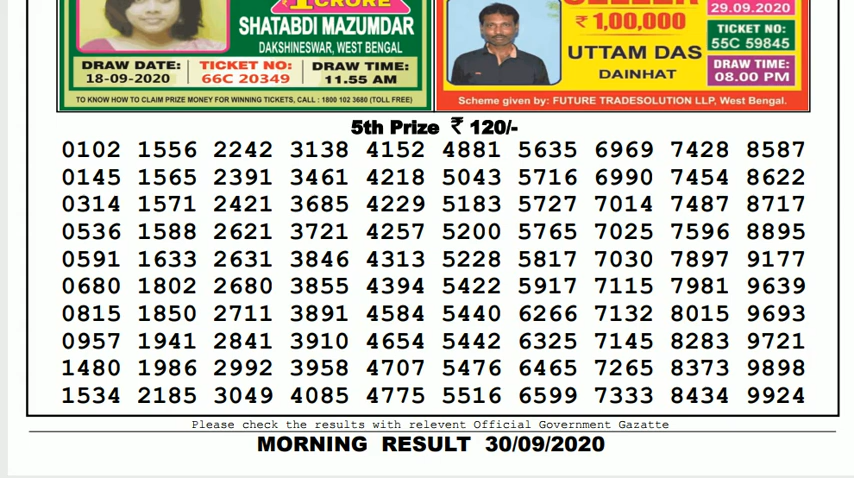 1 CRORE
SHATABDI MAZUMDAR
DAKSHINESWAR, WEST BENGAL
DRAW DATE: TICKET NO: DRAW TIME:
18-09-2020 66C 20349 11.55 AM
TO KNOW HOW TO CLAIM PRIZE MONEY FOR WINNING TICKETS, CALL : 1800 102 3680 (TOLL FREE)
SELLER
₹ 1,00,000
UTTAM DAS
DAINHAT
29.09.2020
TICKET NO:
55C 59845
DRAW TIME:
08.00 PM
Scheme given by: FUTURE TRADESOLUTION LLP, West Bengal.
5th Prize ₹ 120/-
0102 1556 2242 3138 4152 4881 5635 6969 7428 8587
0145 1565 2391 3461 4218 5043 5716 6990 7454 8622
0314 1571 2421 3685 4229 5183 5727 7014 7487 8717
0536 1588 2621 3721 4257 5200 5765 7025 7596 8895
0591 1633 2631 3846 4313 5228 5817 7030 7897 9177
0680 1802 2680 3855 4394 5422 5917 7115 7981 9639
0815 1850 2711 3891 4584 5440 6266 7132 8015 9693
0957 1941 2841 3910 4654 5442 6325 7145 8283 9721
1480 1986 2992 3958 4707 5476 6465 7265 8373 9898
1534 2185 3049 4085 4775 5516 6599 7333 8434 9924
Please check the results with relevent Official Government Gazatte
MORNING RESULT 30/09/2020